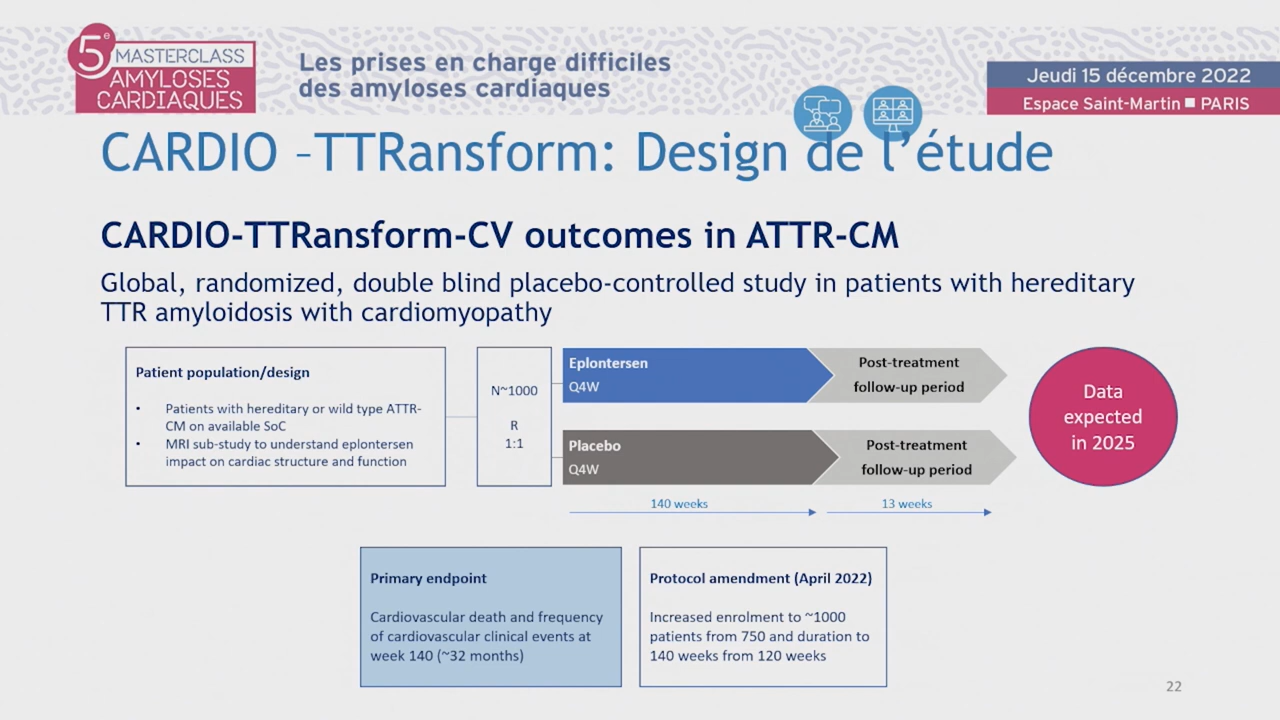 5e MASTERCLASS
AMYLOSES
CARDIAQUES
Les prises en charge difficiles
des amyloses cardiaques
Jeudi 15 décembre 2022
Espace Saint-Martin ■ PARIS
CARDIO –TTRansform: Design de l’étude
CARDIO-TTRansform-CV outcomes in ATTR-CM
Global, randomized, double blind placebo-controlled study in patients with hereditary
TTR amyloidosis with cardiomyopathy
Patient population/design
• Patients with hereditary or wild type ATTR-
CM on available SoC
• MRI sub-study to understand eplontersen
impact on cardiac structure and function
N~1000
R
1:1
Eplontersen
Q4W
Post-treatment
follow-up period
Placebo
Q4W
Post-treatment
follow-up period
140 weeks
13 weeks
Data
expected
in 2025
Primary endpoint
Cardiovascular death and frequency
of cardiovascular clinical events at
week 140 (~32 months)
Protocol amendment (April 2022)
Increased enrolment to ~1000
patients from 750 and duration to
140 weeks from 120 weeks
22